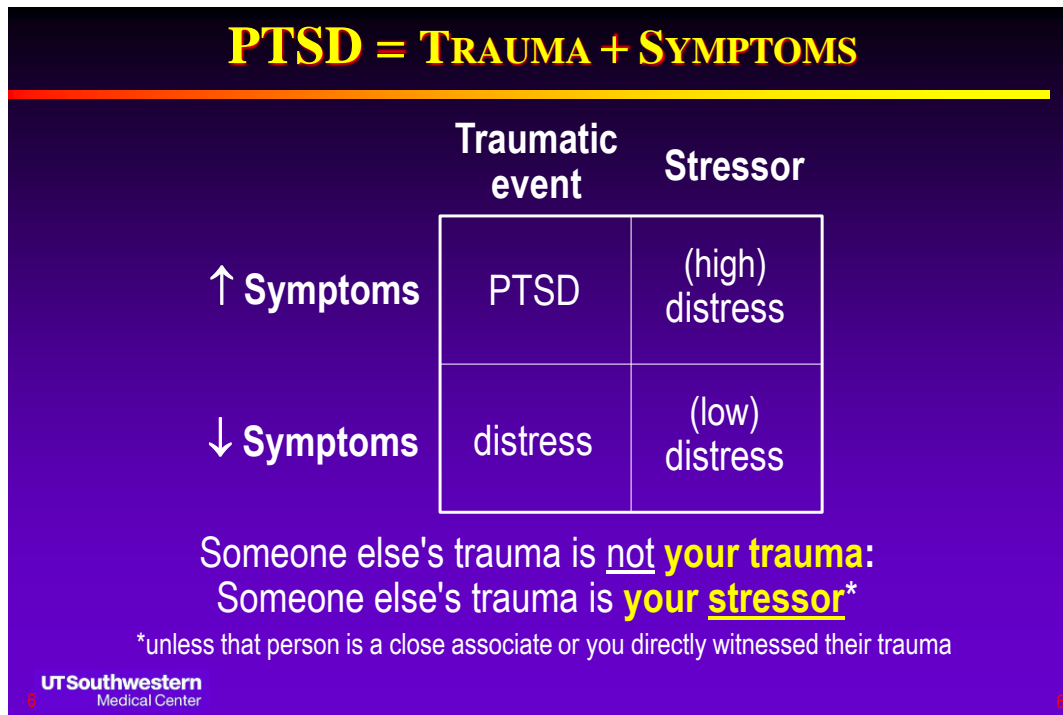 PTSD = TRAUMA + SYMPTOMS
Traumatic
event
Stressor
↑ Symptoms
PTSD
(high)
distress
↓ Symptoms
distress
(low)
distress
Someone else's trauma is not your trauma:
Someone else's trauma is your stressor*
*unless that person is a close associate or you directly witnessed their trauma
UTSouthwestern
Medical Center
6